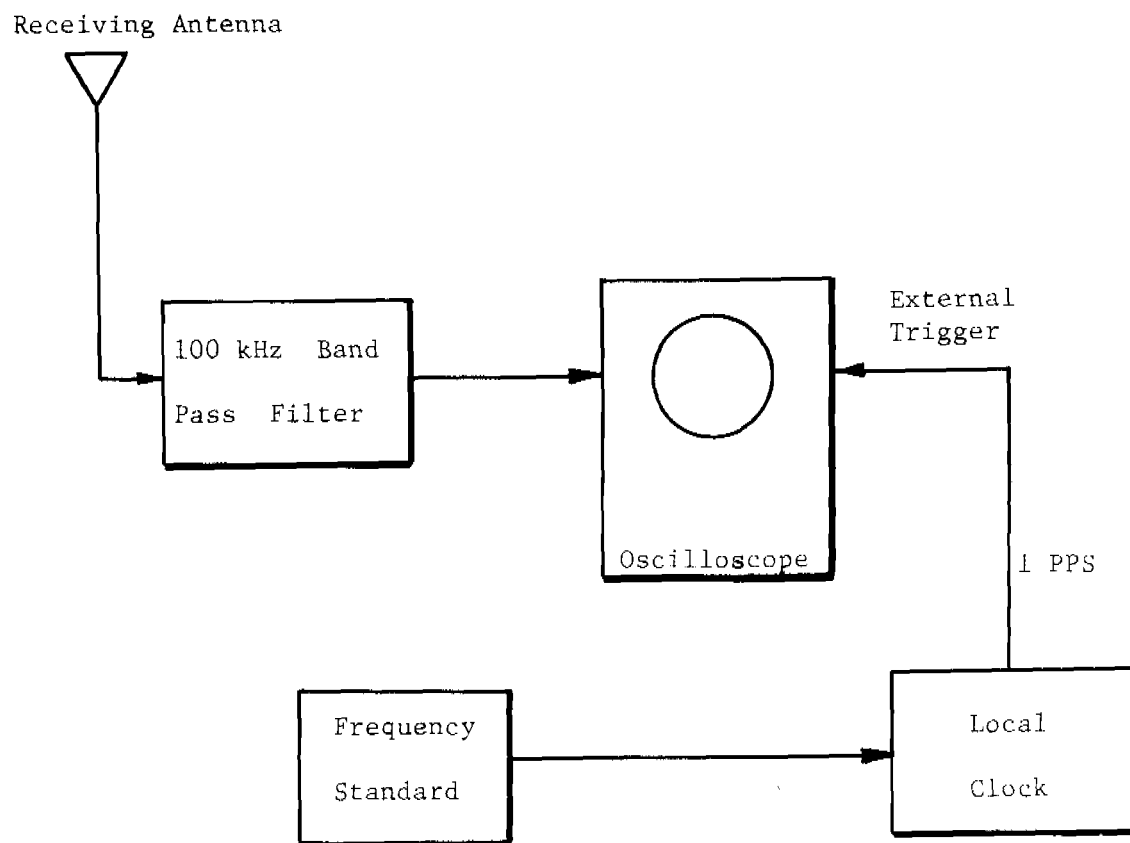 Receiving Antenna
100 kHz Band
Pass Filter
Oscilloscope
External
Trigger
1 PPS
Frequency
Standard
Local
Clock